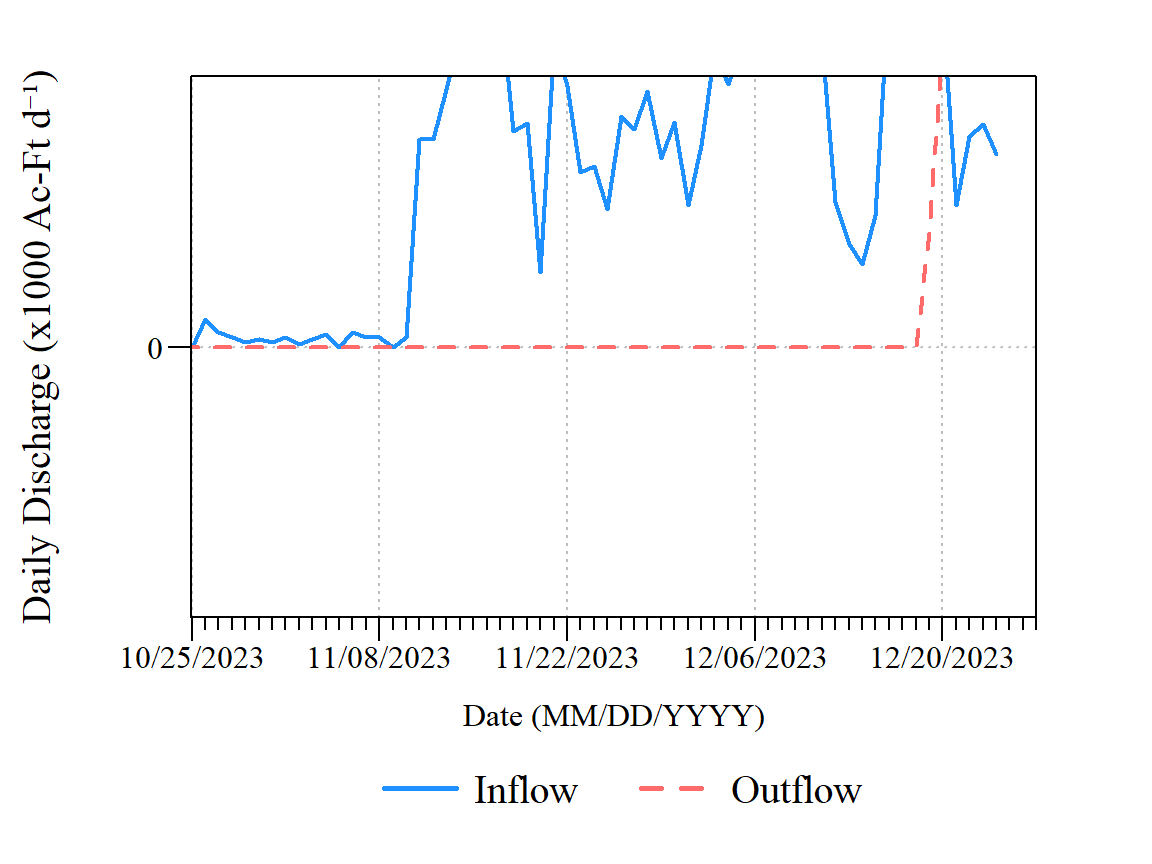 Daily Discharge (x1000 Ac-Ft d⁻¹)
0
10/25/2023 11/08/2023 11/22/2023 12/06/2023 12/20/2023
Date (MM/DD/YYYY)
Inflow Outflow